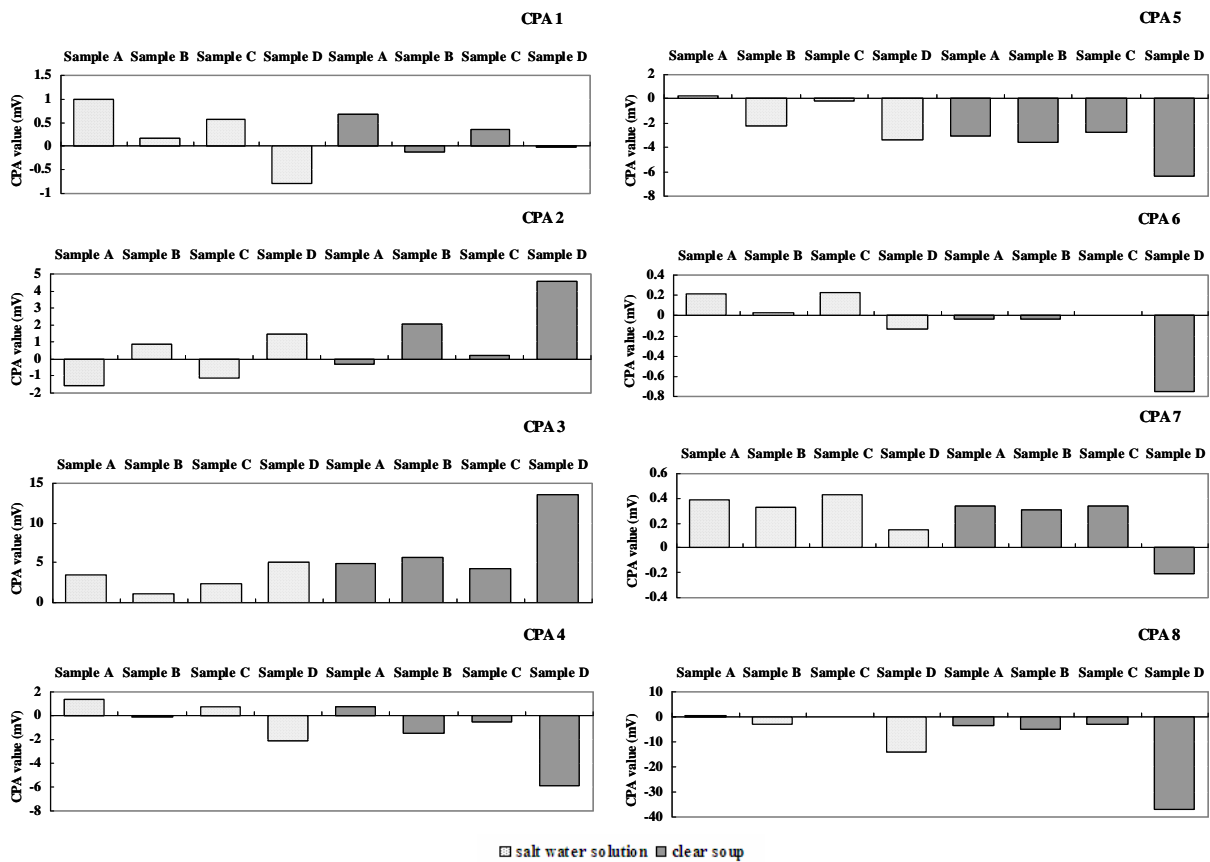 CPA 1
Sample A Sample B Sample C Sample D Sample A Sample B Sample C Sample D
CPA value (mV)
1.5
1
0.5
0
-0.5
-1
CPA 2
Sample A Sample B Sample C Sample D Sample A Sample B Sample C Sample D
CPA value (mV)
5
4
3
2
1
0
-1
-2
CPA 3
Sample A Sample B Sample C Sample D Sample A Sample B Sample C Sample D
CPA value (mV)
15
10
5
0
CPA 4
Sample A Sample B Sample C Sample D Sample A Sample B Sample C Sample D
CPA value (mV)
2
0
-2
-4
-6
-8
CPA 5
Sample A Sample B Sample C Sample D Sample A Sample B Sample C Sample D
CPA value (mV)
2
0
-2
-4
-6
-8
CPA 6
Sample A Sample B Sample C Sample D Sample A Sample B Sample C Sample D
CPA value (mV)
0.4
0.2
0
-0.2
-0.4
-0.6
-0.8
CPA 7
Sample A Sample B Sample C Sample D Sample A Sample B Sample C Sample D
CPA value (mV)
0.6
0.4
0.2
0
-0.2
-0.4
CPA 8
Sample A Sample B Sample C Sample D Sample A Sample B Sample C Sample D
CPA value (mV)
10
0
-10
-20
-30
-40
salt water solution clear soup